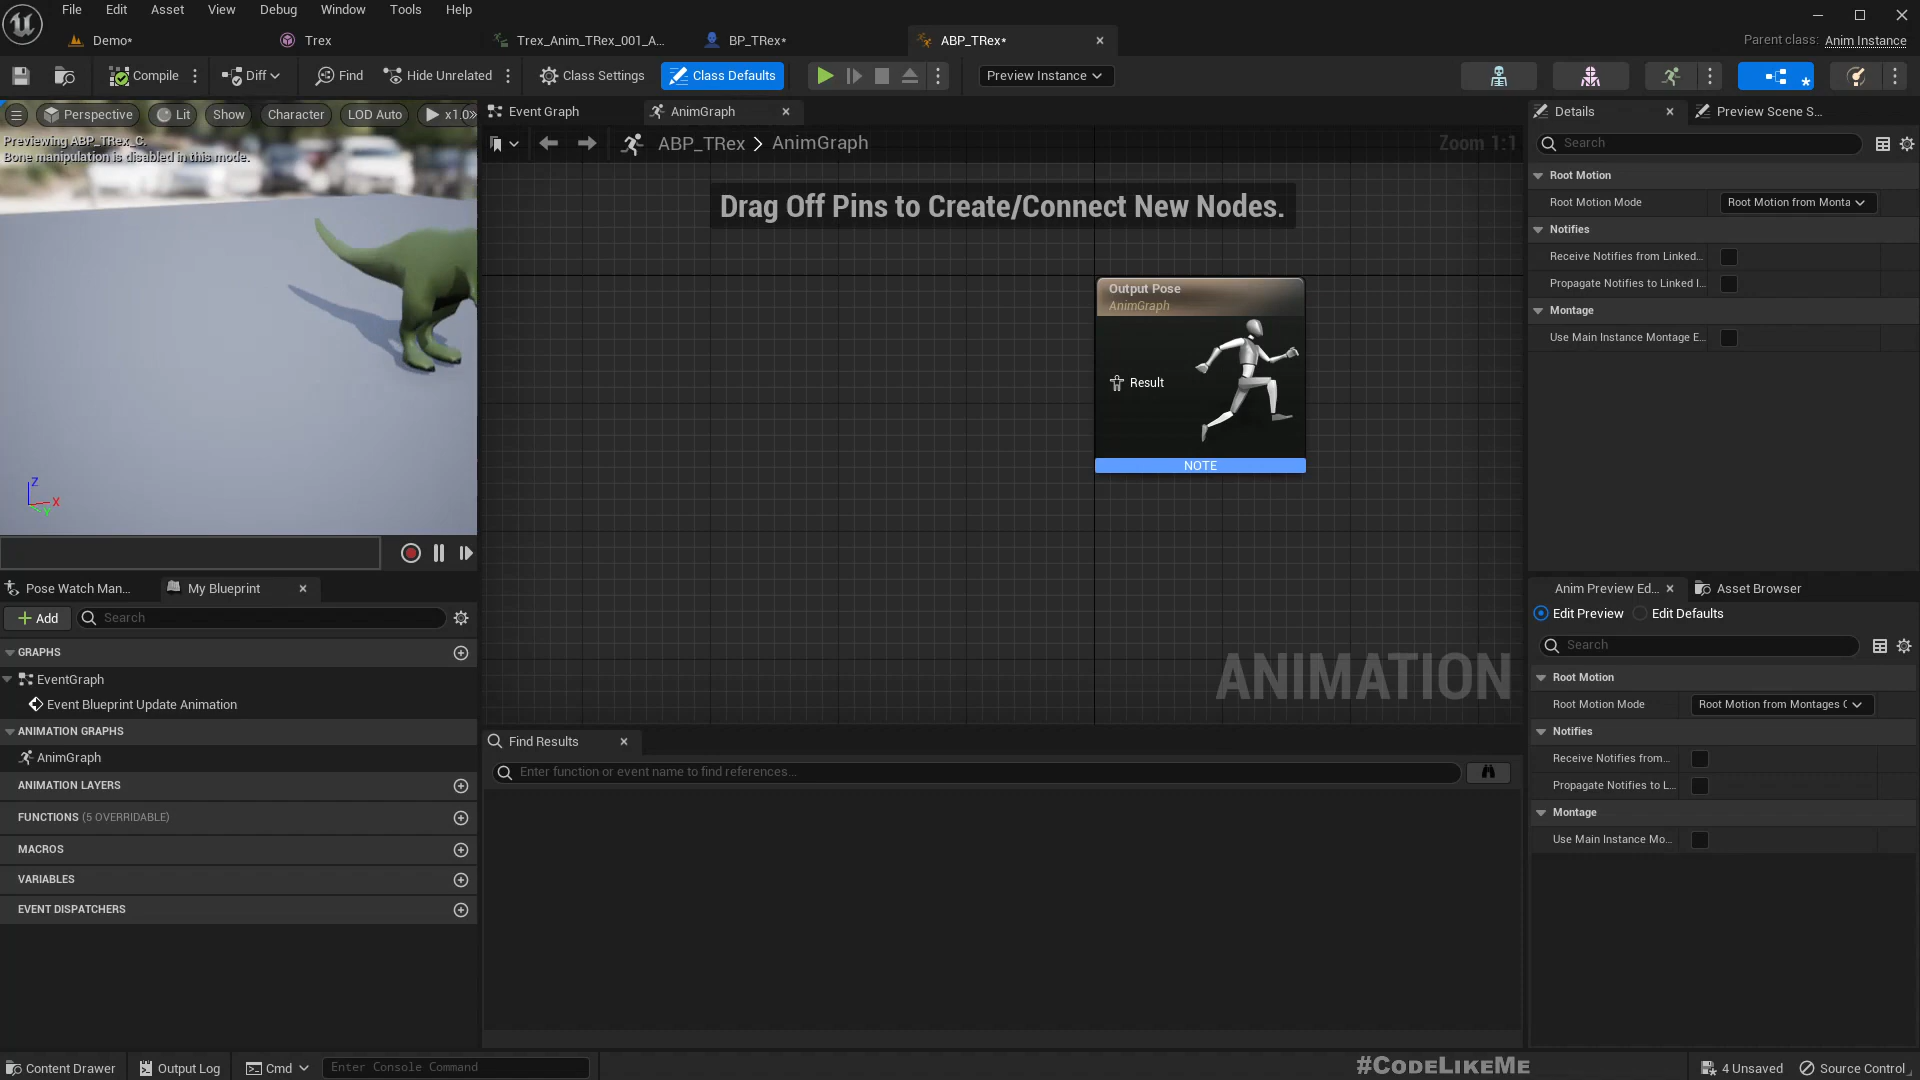 File Edit Asset View Debug Window Tools Help
Demo* Trex Trex_Anim_TRex_001_A... BP_TRex* ABP_TRex* Parent class: Anim Instance
Compile Diff Find Hide Unrelated Class Settings Class Defaults Preview Instance
Perspective Lit Show Character LOD Auto x1.0
Previewing ABP_TRex_C.
Bone manipulation is disabled in this mode.
Z
X
Y
Event Graph AnimGraph
ABP_TRex > AnimGraph Zoom 1:1
Drag Off Pins to Create/Connect New Nodes.
Output Pose
AnimGraph
Result
NOTE
ANIMATION
Details Preview Scene S...
Search
Root Motion
Root Motion Mode Root Motion from Monta
Notifies
Receive Notifies from Linked...
Propagate Notifies to Linked I...
Montage
Use Main Instance Montage E...
Pose Watch Man... My Blueprint
Add Search
GRAPHS
EventGraph
Event Blueprint Update Animation
ANIMATION GRAPHS
AnimGraph
ANIMATION LAYERS
FUNCTIONS (5 OVERRIDABLE)
MACROS
VARIABLES
EVENT DISPATCHERS
Find Results
Enter function or event name to find references...
Anim Preview Ed... Asset Browser
Edit Preview Edit Defaults
Search
Root Motion
Root Motion Mode Root Motion from Montages
Notifies
Receive Notifies from...
Propagate Notifies to L...
Montage
Use Main Instance Mo...
Content Drawer Output Log Cmd Enter Console Command #CODELIKEME 4 Unsaved Source Control